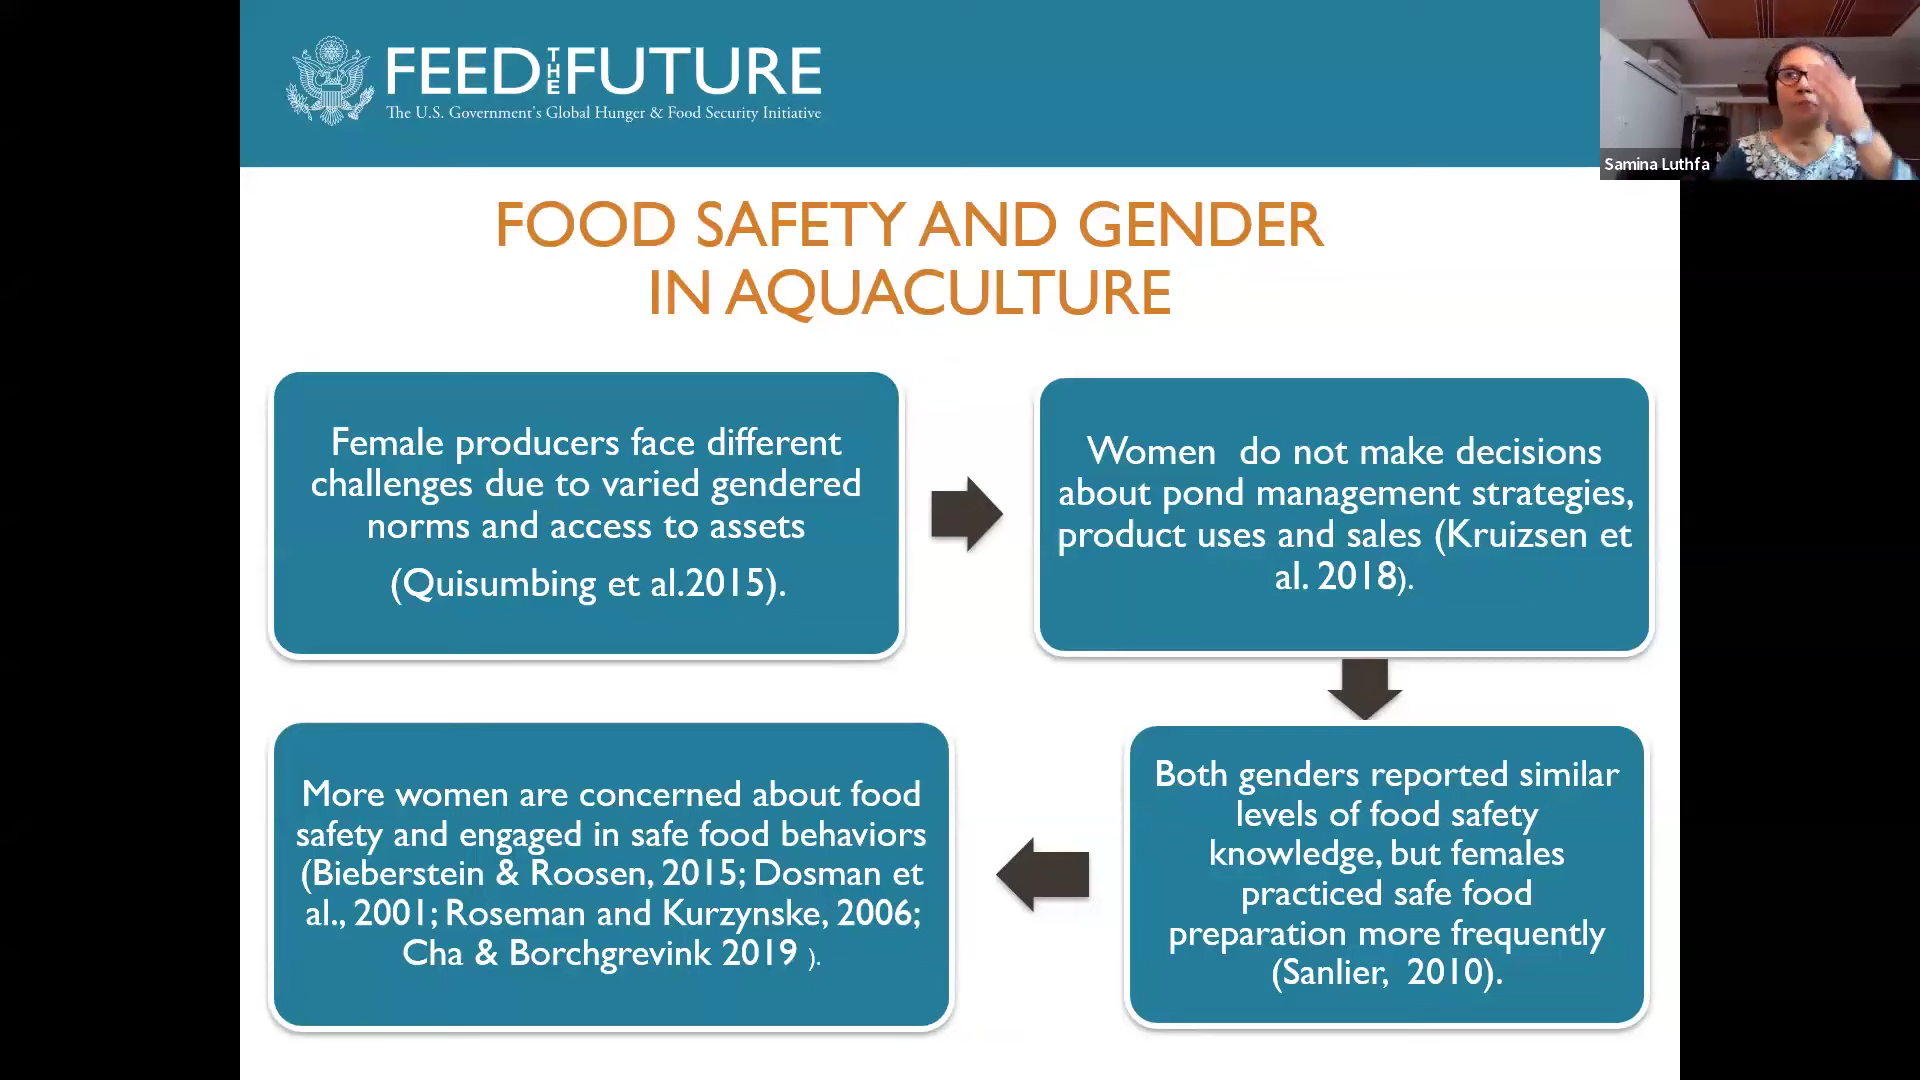 FEED THE FUTURE
The U.S. Government's Global Hunger & Food Security Initiative
Samina Luthfa
FOOD SAFETY AND GENDER
IN AQUACULTURE
Female producers face different
challenges due to varied gendered
norms and access to assets
(Quisumbing et al.2015).
Women do not make decisions
about pond management strategies,
product uses and sales (Kruizsen et
al. 2018).
Both genders reported similar
levels of food safety
knowledge, but females
practiced safe food
preparation more frequently
(Sanlier, 2010).
More women are concerned about food
safety and engaged in safe food behaviors
(Bieberstein & Roosen, 2015; Dosman et
al., 2001; Roseman and Kurzynske, 2006;
Cha & Borchgrevink 2019 ).